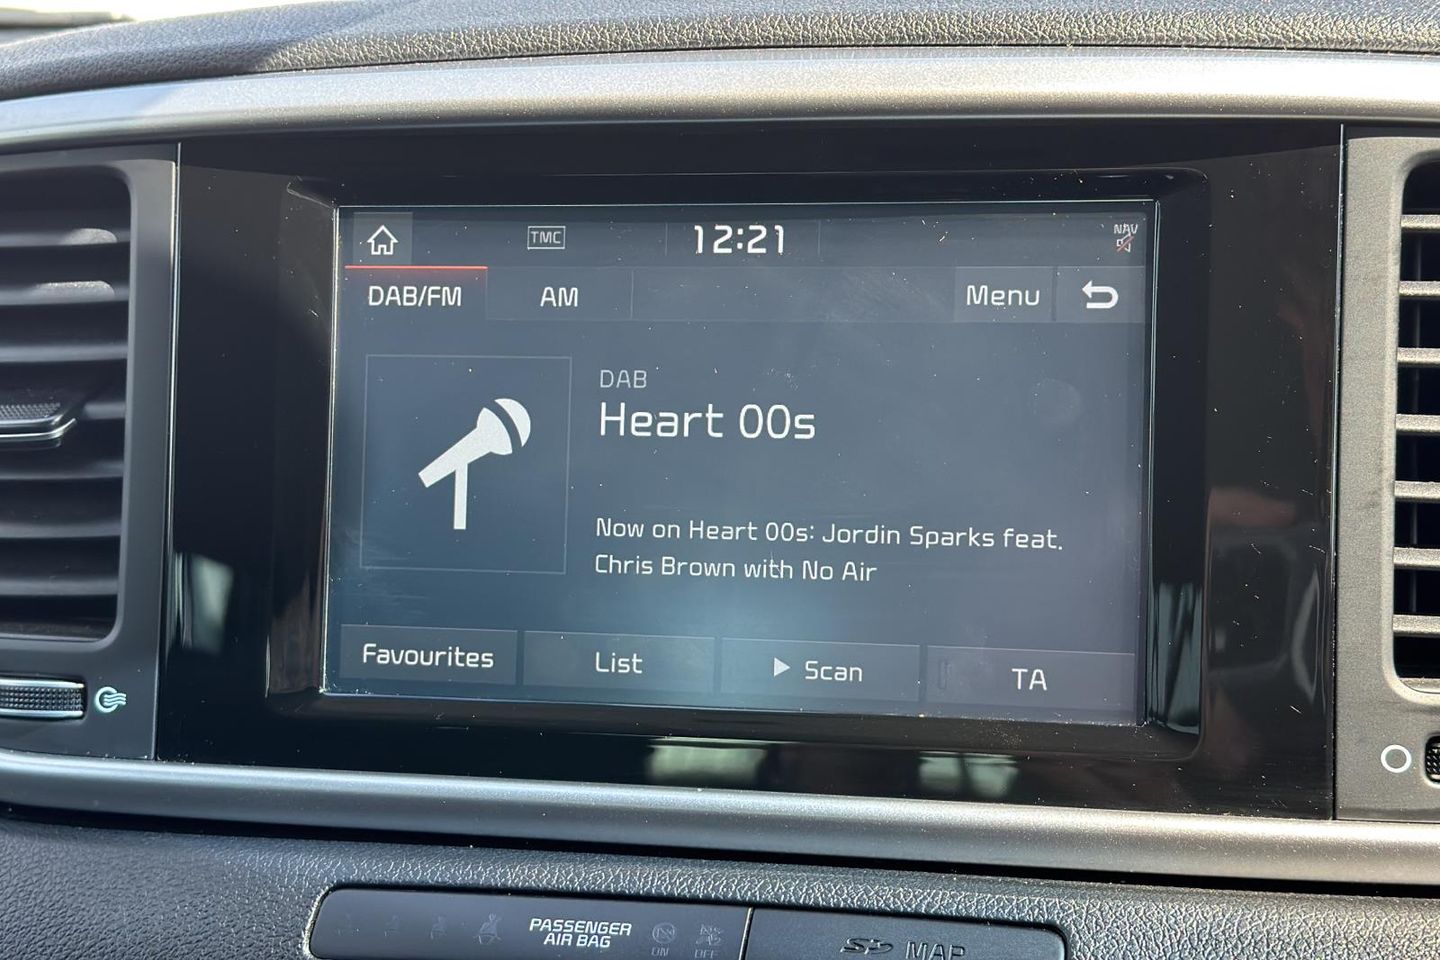 TMC
12:21
NAV
DAB/FM
AM
Menu
DAB
Heart 00s
Now on Heart 00s: Jordin Sparks feat.
Chris Brown with No Air
Favourites
List
Scan
TA
PASSENGER
AIR BAG
ON
OFF
SD MAP